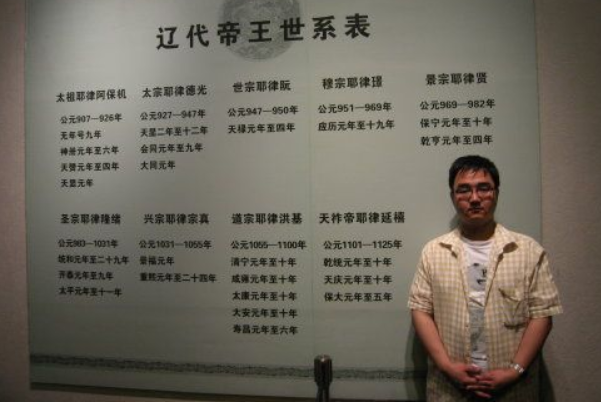 辽代帝王世系表
太祖耶律阿保机
公元907—926年
无年号九年
神册元年至六年
天赞元年至四年
天显元年
太宗耶律德光
公元927—947年
天显二年至十二年
会同元年至九年
大同元年
世宗耶律阮
公元947—950年
天禄元年至四年
穆宗耶律璟
公元951—969年
应历元年至十九年
景宗耶律贤
公元969—982年
保宁元年至十年
乾亨元年至四年
圣宗耶律隆绪
公元983—1031年
统和元年至二十九年
开泰元年至九年
太平元年至十一年
兴宗耶律宗真
公元1031—1055年
景福元年
重熙元年至二十四年
道宗耶律洪基
公元1055—1100年
清宁元年至十年
咸雍元年至十年
太康元年至十年
大安元年至十年
寿昌元年至六年
天祚帝耶律延禧
公元1101—1125年
乾统元年至十年
天庆元年至十年
保大元年至五年